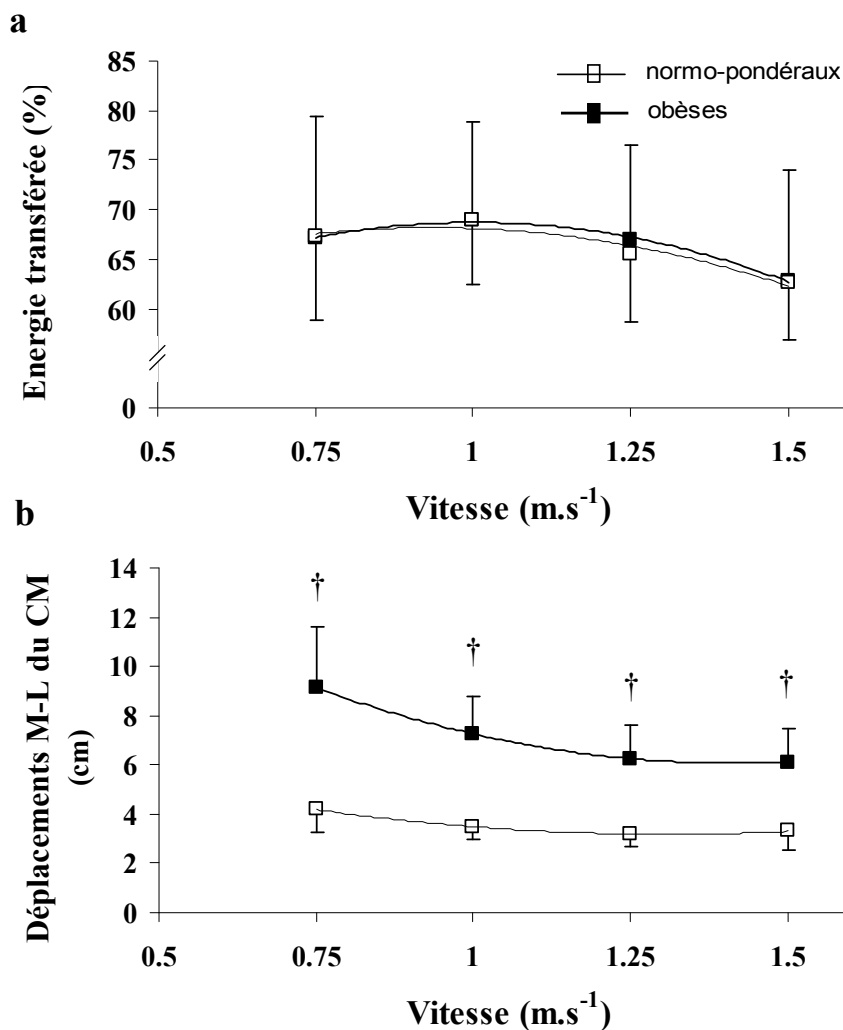 a
Energie transférée (%)
85
80
75
70
65
60
0
normo-pondéraux
obèses
0.5 0.75 1 1.25 1.5
Vitesse (m.s⁻¹)
b
Déplacements M-L du CM
(cm)
14
12
10
8
6
4
2
0
† † † †
0.5 0.75 1 1.25 1.5
Vitesse (m.s⁻¹)